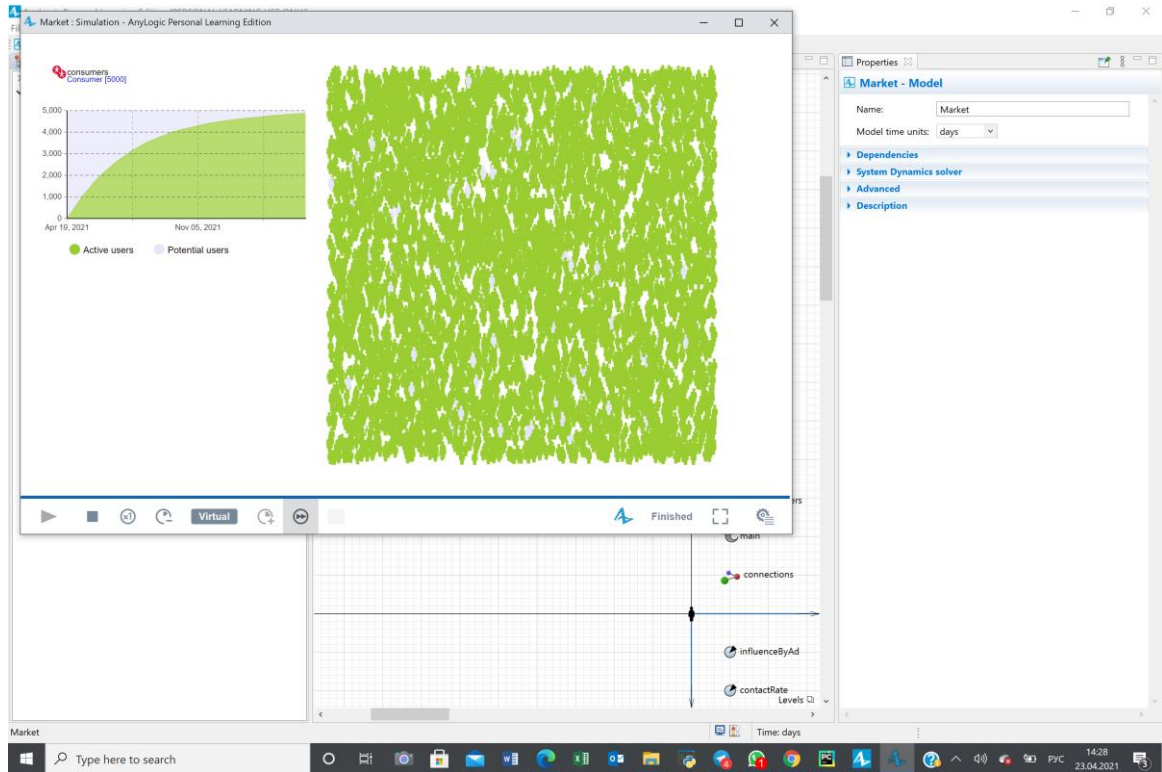 Market : Simulation - AnyLogic Personal Learning Edition
consumers
Consumer [5000]
5,000
4,000
3,000
2,000
1,000
0
Apr 19, 2021
Nov 05, 2021
Active users
Potential users
Virtual
Finished
Properties
Market - Model
Name:
Market
Model time units:
days
Dependencies
System Dynamics solver
Advanced
Description
main
connections
influenceByAd
contactRate
Levels
Market
Time: days
Type here to search
РУС
14:28
23.04.2021